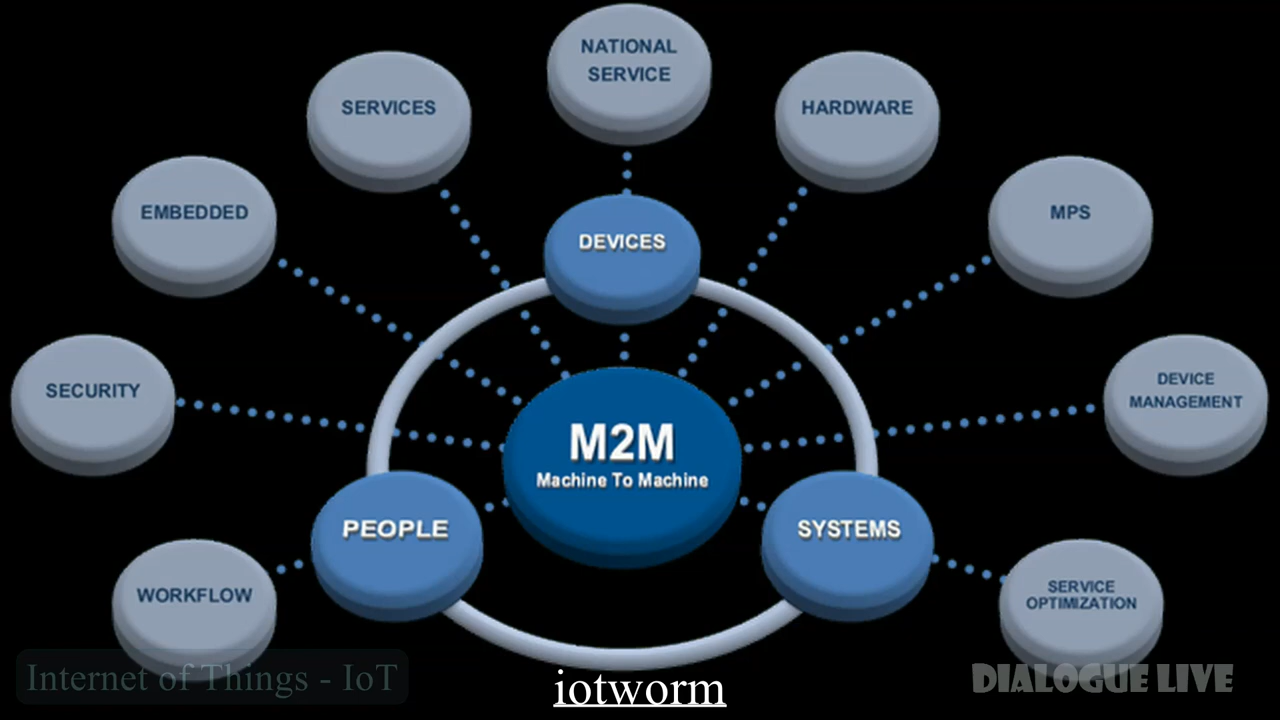 NATIONAL
SERVICE
SERVICES
HARDWARE
EMBEDDED
MPS
DEVICES
SECURITY
DEVICE
MANAGEMENT
M2M
Machine To Machine
PEOPLE
SYSTEMS
WORKFLOW
SERVICE
OPTIMIZATION
Internet of Things - IoT
iotworm
DIALOGUE LIVE